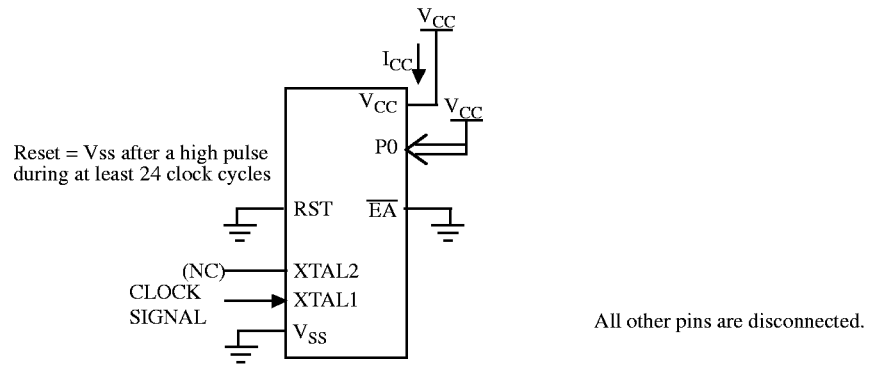 VCC
ICC
VCC
VCC
P0
Reset = Vss after a high pulse
during at least 24 clock cycles
RST
EA
(NC)
XTAL2
CLOCK
SIGNAL
XTAL1
VSS
All other pins are disconnected.